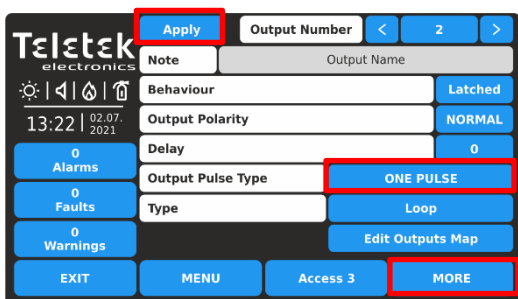 Teletek
electronics
13:22 | 02.07.
2021
0
Alarms
0
Faults
0
Warnings
EXIT
Apply
Output Number < 2 >
Note Output Name
Behaviour Latched
Output Polarity NORMAL
Delay 0
Output Pulse Type ONE PULSE
Type Loop
Edit Outputs Map
MENU
Access 3
MORE